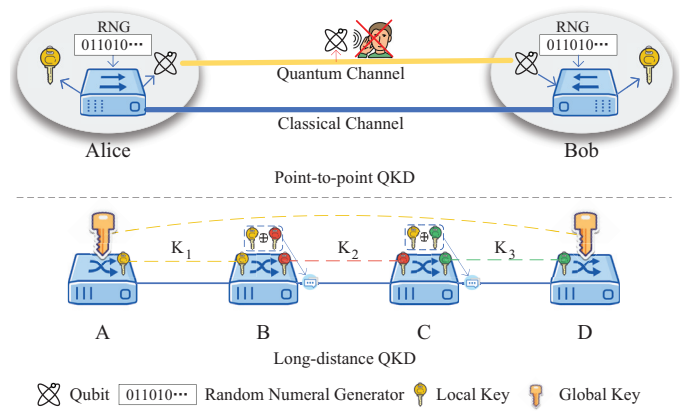 RNG
011010···
RNG
011010···
Quantum Channel
Classical Channel
Alice
Bob
Point-to-point QKD
K1
K2
K3
A
B
C
D
Long-distance QKD
Qubit
011010···
Random Numeral Generator
Local Key
Global Key